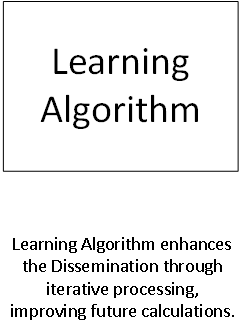 Learning
Algorithm
Learning Algorithm enhances
the Dissemination through
iterative processing,
improving future calculations.